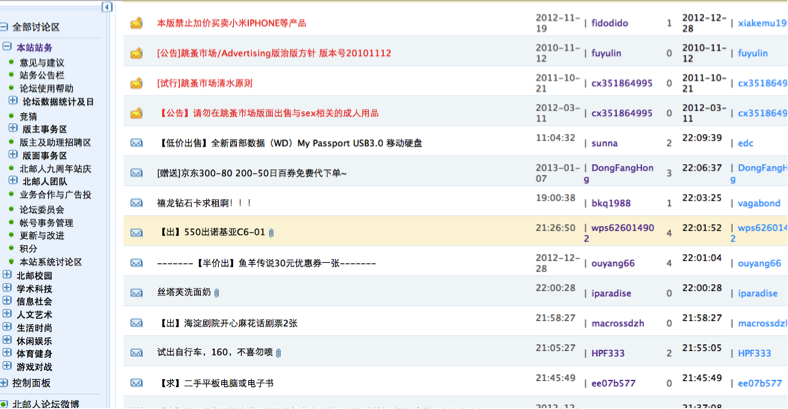 全部讨论区
本站站务
意见与建议
站务公告栏
论坛使用帮助
论坛数据统计及日
竞猜
版主事务区
版主及助理招聘区
版面事务区
北邮人九周年站庆
北邮人团队
业务合作与广告投
论坛委员会
帐号事务管理
更新与改进
积分
本站系统讨论区
北邮校园
学术科技
信息社会
人文艺术
生活时尚
休闲娱乐
体育健身
游戏对战
控制面板
北邮人论坛微博
本版禁止加价买卖小米IPHONE等产品 2012-11-19 | fidodido 1 2012-12-28 | xiakemu19
[公告]跳蚤市场/Advertising版治版方针 版本号20101112 2010-11-12 | fuyulin 0 2010-11-12 | fuyulin
[试行]跳蚤市场清水原则 2011-10-21 | cx351864995 0 2011-10-21 | cx3518649
【公告】请勿在跳蚤市场版面出售与sex相关的成人用品 2012-03-11 | cx351864995 0 2012-03-11 | cx3518649
【低价出售】全新西部数据（WD）My Passport USB3.0 移动硬盘 11:04:32 | sunna 2 22:09:39 | edc
[赠送]京东300-80 200-50日百券免费代下单~ 2013-01-07 | DongFangHong 3 22:06:37 | DongFangHong
禧龙钻石卡求租啊！！！ 19:00:38 | bkq1988 1 22:03:25 | vagabond
【出】550出诺基亚C6-01 21:26:50 | wps626014902 4 22:01:52 | wps626014902
-------【半价出】鱼羊传说30元优惠券一张------- 2012-12-28 | ouyang66 4 22:01:04 | ouyang66
丝塔芙洗面奶 22:00:28 | iparadise 0 22:00:28 | iparadise
【出】海淀剧院开心麻花话剧票2张 21:58:27 | macrossdzh 0 21:58:27 | macrossdzh
试出自行车，160，不喜勿喷 21:05:27 | HPF333 2 21:55:05 | HPF333
【求】二手平板电脑或电子书 21:45:49 | ee07b577 0 21:45:49 | ee07b577